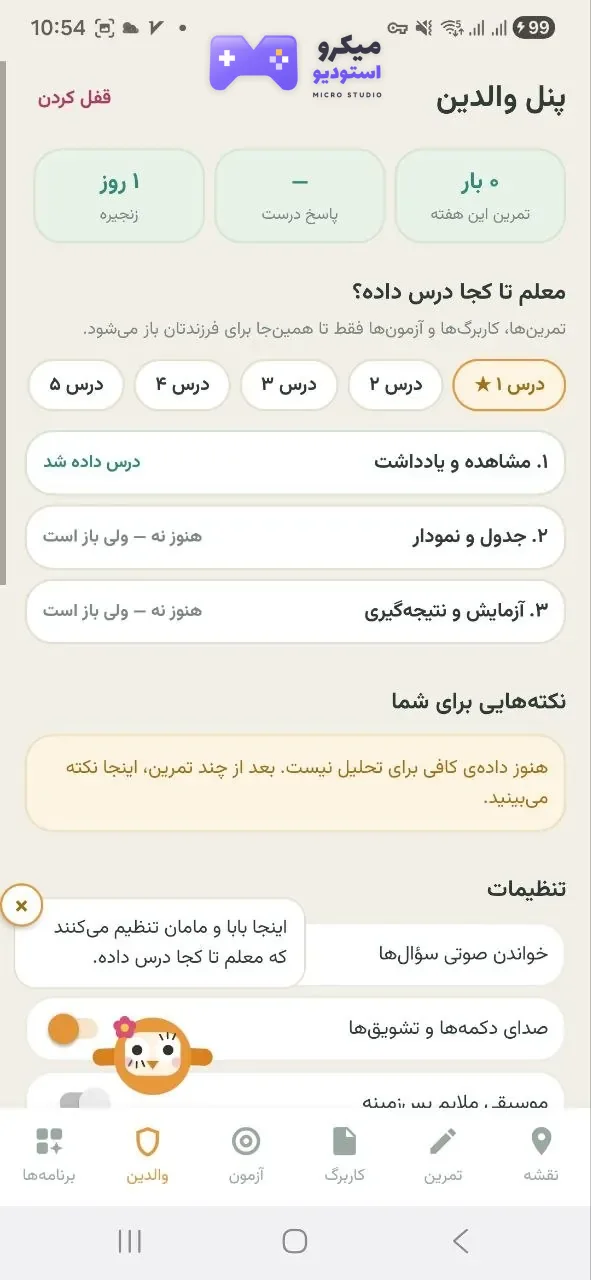 10:54
99
میکرو
استودیو
MICRO STUDIO
پنل والدین
قفل کردن
۰ بار
تمرین این هفته
—
پاسخ درست
۱ روز
زنجیره
معلم تا کجا درس داده؟
تمرین‌ها، کاربرگ‌ها و آزمون‌ها فقط تا همین‌جا برای فرزندتان باز می‌شود.
درس ۱ ★
درس ۲
درس ۳
درس ۴
درس ۵
۱. مشاهده و یادداشت
درس داده شد
۲. جدول و نمودار
هنوز نه — ولی باز است
۳. آزمایش و نتیجه‌گیری
هنوز نه — ولی باز است
نکته‌هایی برای شما
هنوز داده‌ی کافی برای تحلیل نیست. بعد از چند تمرین، اینجا نکته
می‌بینید.
تنظیمات
خواندن صوتی سؤال‌ها
اینجا بابا و مامان تنظیم می‌کنند
که معلم تا کجا درس داده.
صدای دکمه‌ها و تشویق‌ها
موسیقی ملایم پس‌زمینه
نقشه
تمرین
کاربرگ
آزمون
والدین
برنامه‌ها